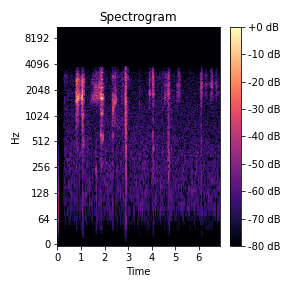 Spectrogram
8192
4096
2048
1024
512
256
128
64
0
Hz
0 1 2 3 4 5 6
Time
+0 dB
-10 dB
-20 dB
-30 dB
-40 dB
-50 dB
-60 dB
-70 dB
-80 dB